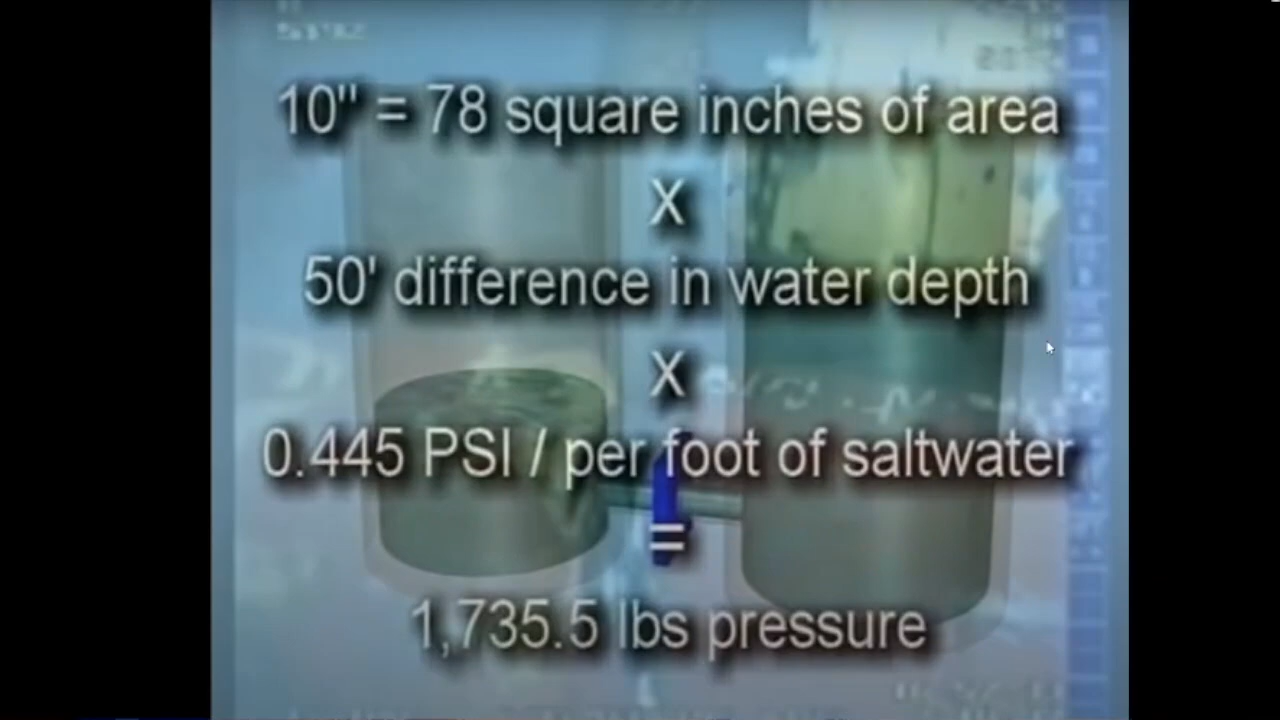 10" = 78 square inches of area
X
50' difference in water depth
X
0.445 PSI / per foot of saltwater
=
1,735.5 lbs pressure